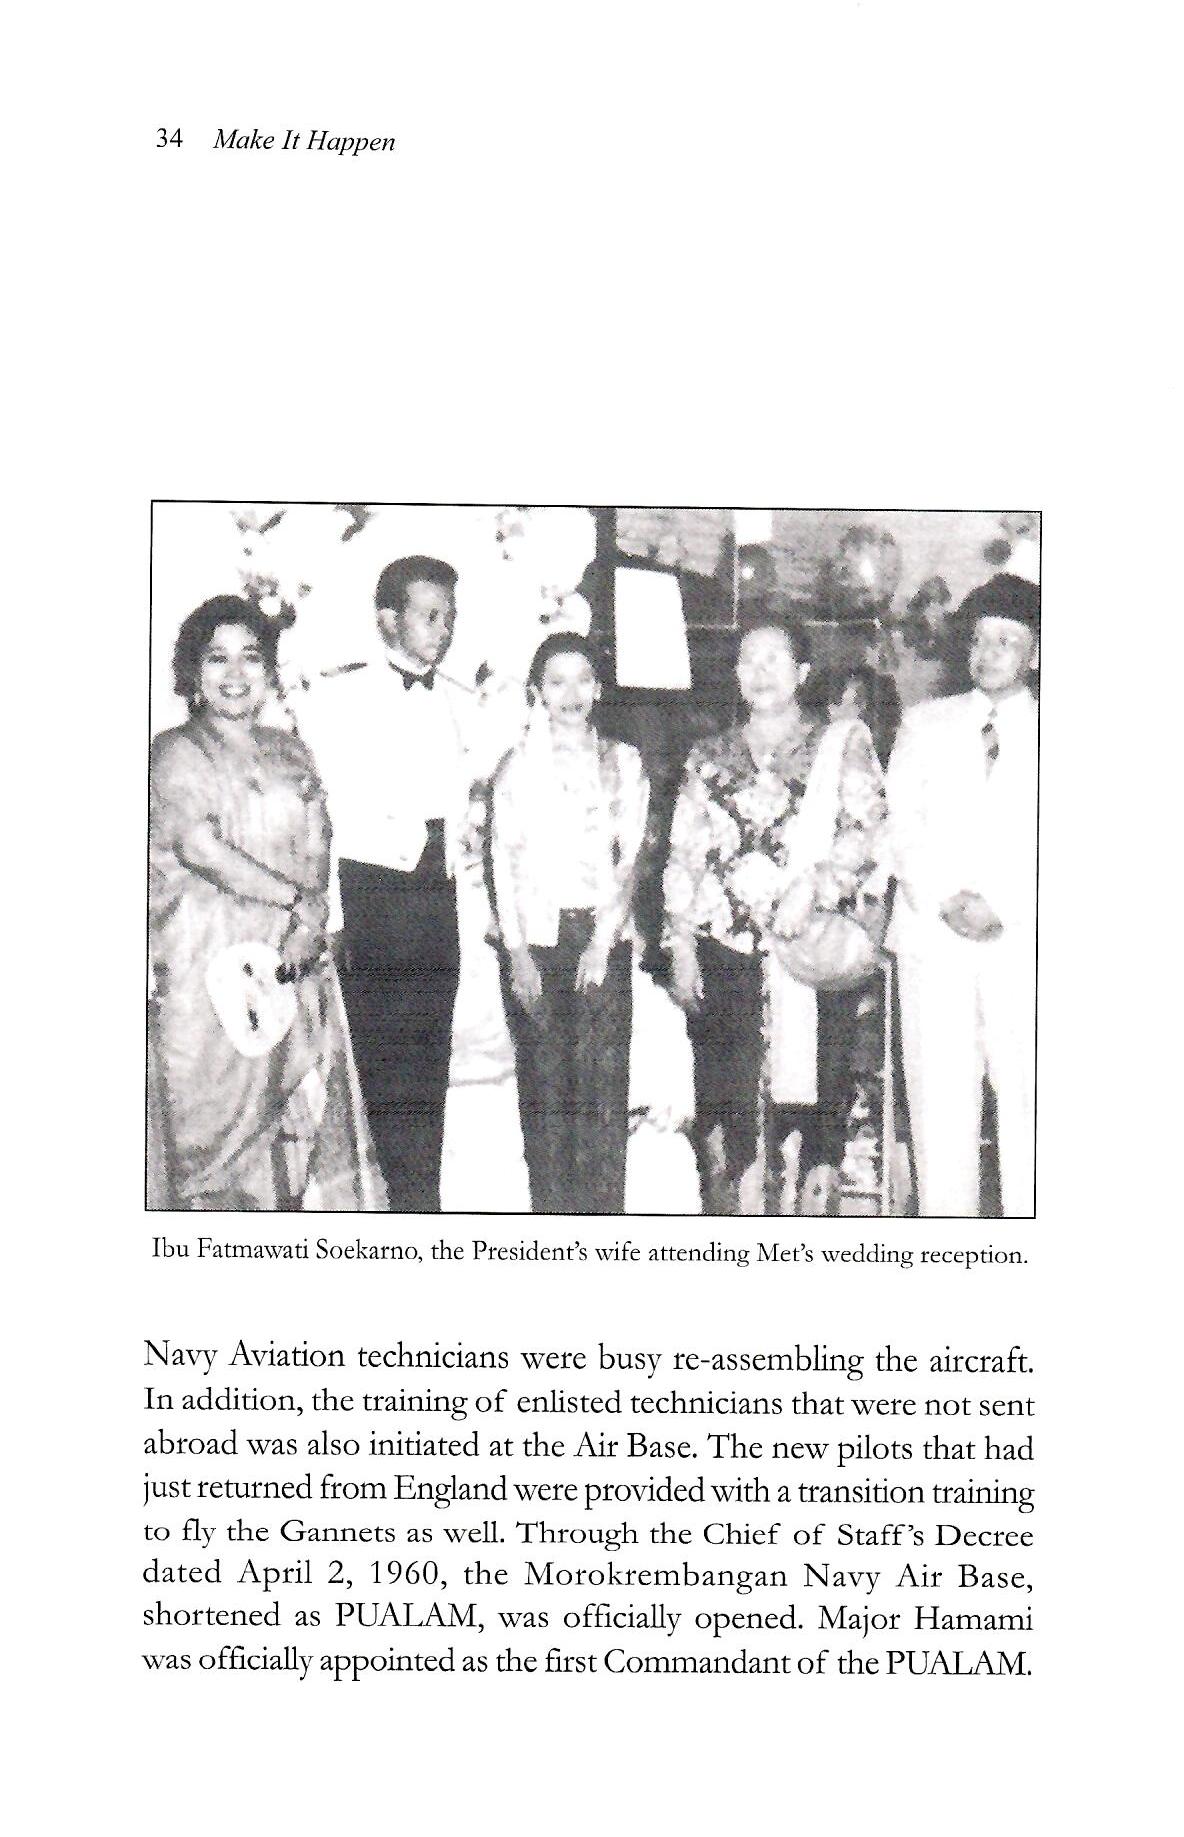 34 Make It Happen
Ibu Fatmawati Soekarno, the President's wife attending Met's wedding reception.
Navy Aviation technicians were busy re-assembling the aircraft.
In addition, the training of enlisted technicians that were not sent
abroad was also initiated at the Air Base. The new pilots that had
just returned from England were provided with a transition training
to fly the Gannets as well. Through the Chief of Staff's Decree
dated April 2, 1960, the Morokrembangan Navy Air Base,
shortened as PUALAM, was officially opened. Major Hamami
was officially appointed as the first Commandant of the PUALAM.